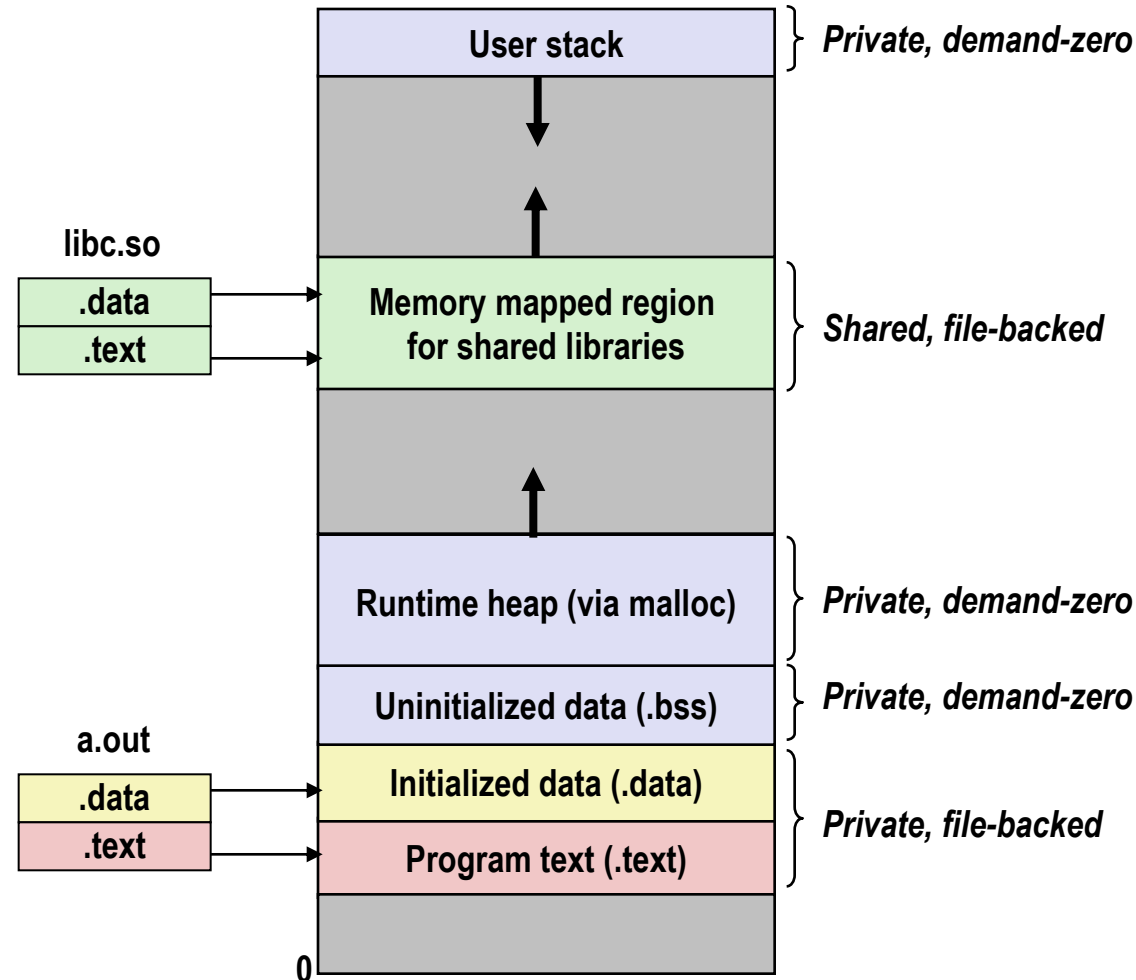 User stack
Private, demand-zero
libc.so
.data
.text
Memory mapped region
for shared libraries
Shared, file-backed
Runtime heap (via malloc)
Private, demand-zero
Uninitialized data (.bss)
Private, demand-zero
a.out
.data
.text
Initialized data (.data)
Program text (.text)
Private, file-backed
0